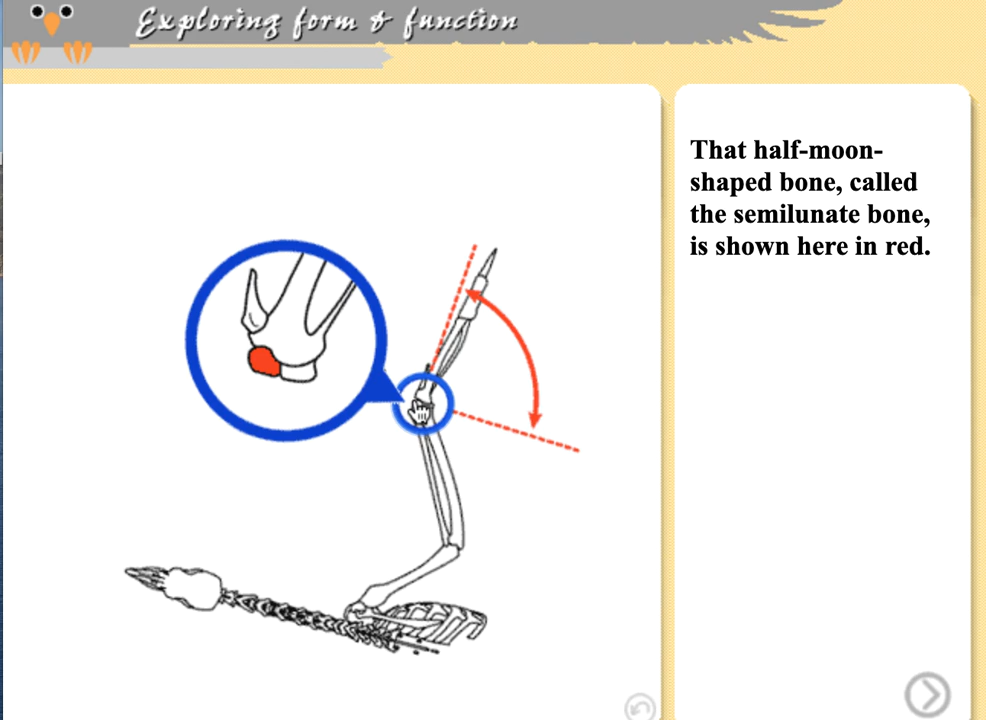 Exploring form & function
That half-moon-
shaped bone, called
the semilunate bone,
is shown here in red.